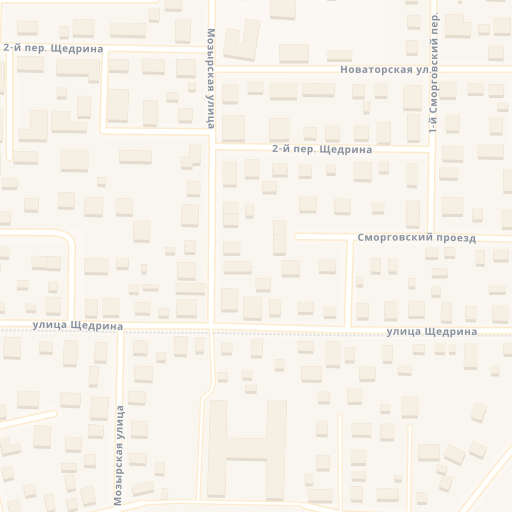 2-й пер. Щедрина
Мозырская улица
Новаторская ул
1-й Сморговский пер.
2-й пер. Щедрина
Сморговский проезд
улица Щедрина
улица Щедрина
Мозырская улица